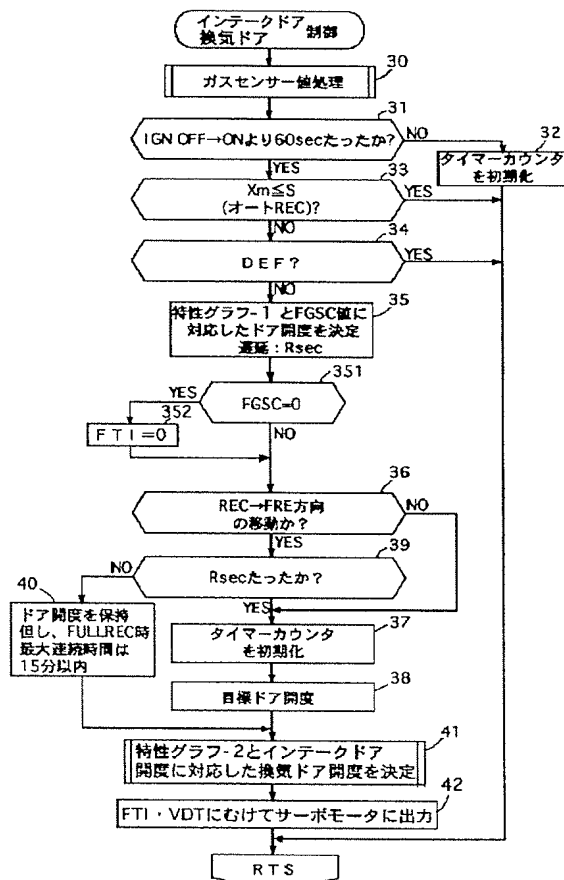 インテークドア
換気ドア 制御
30
ガスセンサー値処理
31
IGN OFF→ONより60secたったか?
NO
32
タイマーカウンタ
を初期化
YES
33
Xm≦S
(オートREC)?
YES
NO
34
DEF?
YES
NO
35
特性グラフ-1とFGSC値に
対応したドア開度を決定
遅延:Rsec
351
FGSC=0
YES
352
FTI=0
NO
36
REC→FRE方向
の移動か?
NO
YES
39
Rsecたったか?
NO
40
ドア開度を保持
但し、FULLREC時
最大連続時間は
15分以内
YES
37
タイマーカウンタ
を初期化
38
目標ドア開度
41
特性グラフ-2とインテークドア
開度に対応した換気ドア開度を決定
42
FTI・VDTにむけてサーボモータに出力
RTS